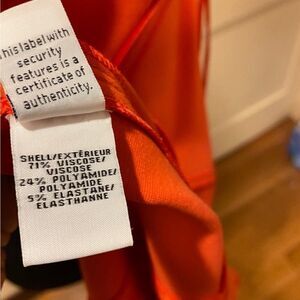 his label with
security
features is a
certificate of
authenticity.
SHELL/EXTÉRIEUR
71% VISCOSE/
VISCOSE
24% POLYAMIDE/
POLYAMIDE
5% ELASTANE/
ELASTHANNE